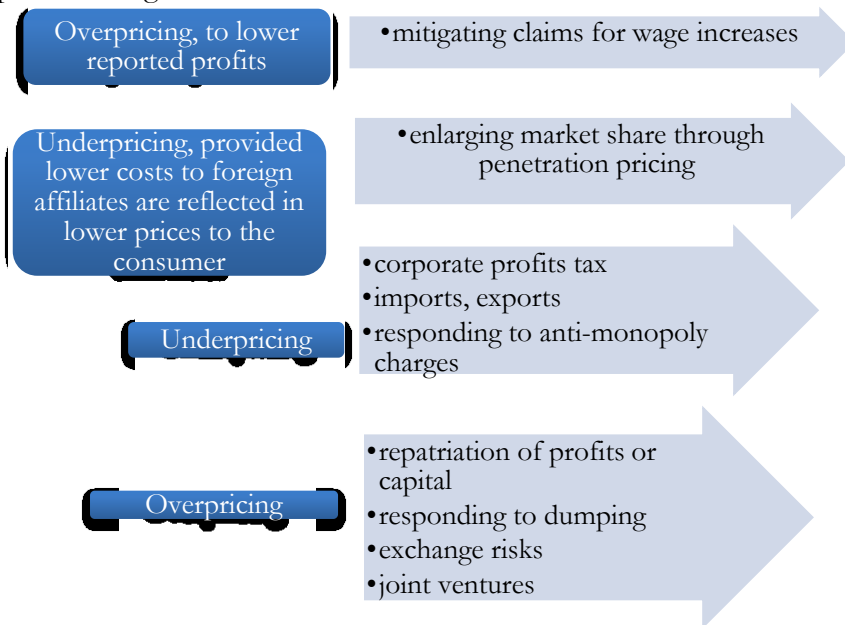 Overpricing, to lower
reported profits
•mitigating claims for wage increases
Underpricing, provided
lower costs to foreign
affiliates are reflected in
lower prices to the
consumer
•enlarging market share through
penetration pricing
Underpricing
•corporate profits tax
•imports, exports
•responding to anti-monopoly
charges
Overpricing
•repatriation of profits or
capital
•responding to dumping
•exchange risks
•joint ventures